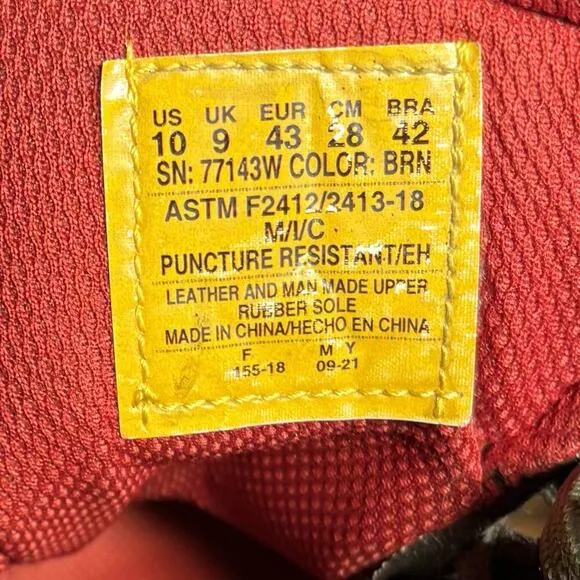 US UK EUR CM BRA
10 9 43 28 42
SN: 77143W COLOR: BRN
ASTM F2412/2413-18
M/I/C
PUNCTURE RESISTANT/EH
LEATHER AND MAN MADE UPPER
RUBBER SOLE
MADE IN CHINA/HECHO EN CHINA
F M Y
155-18 09-21